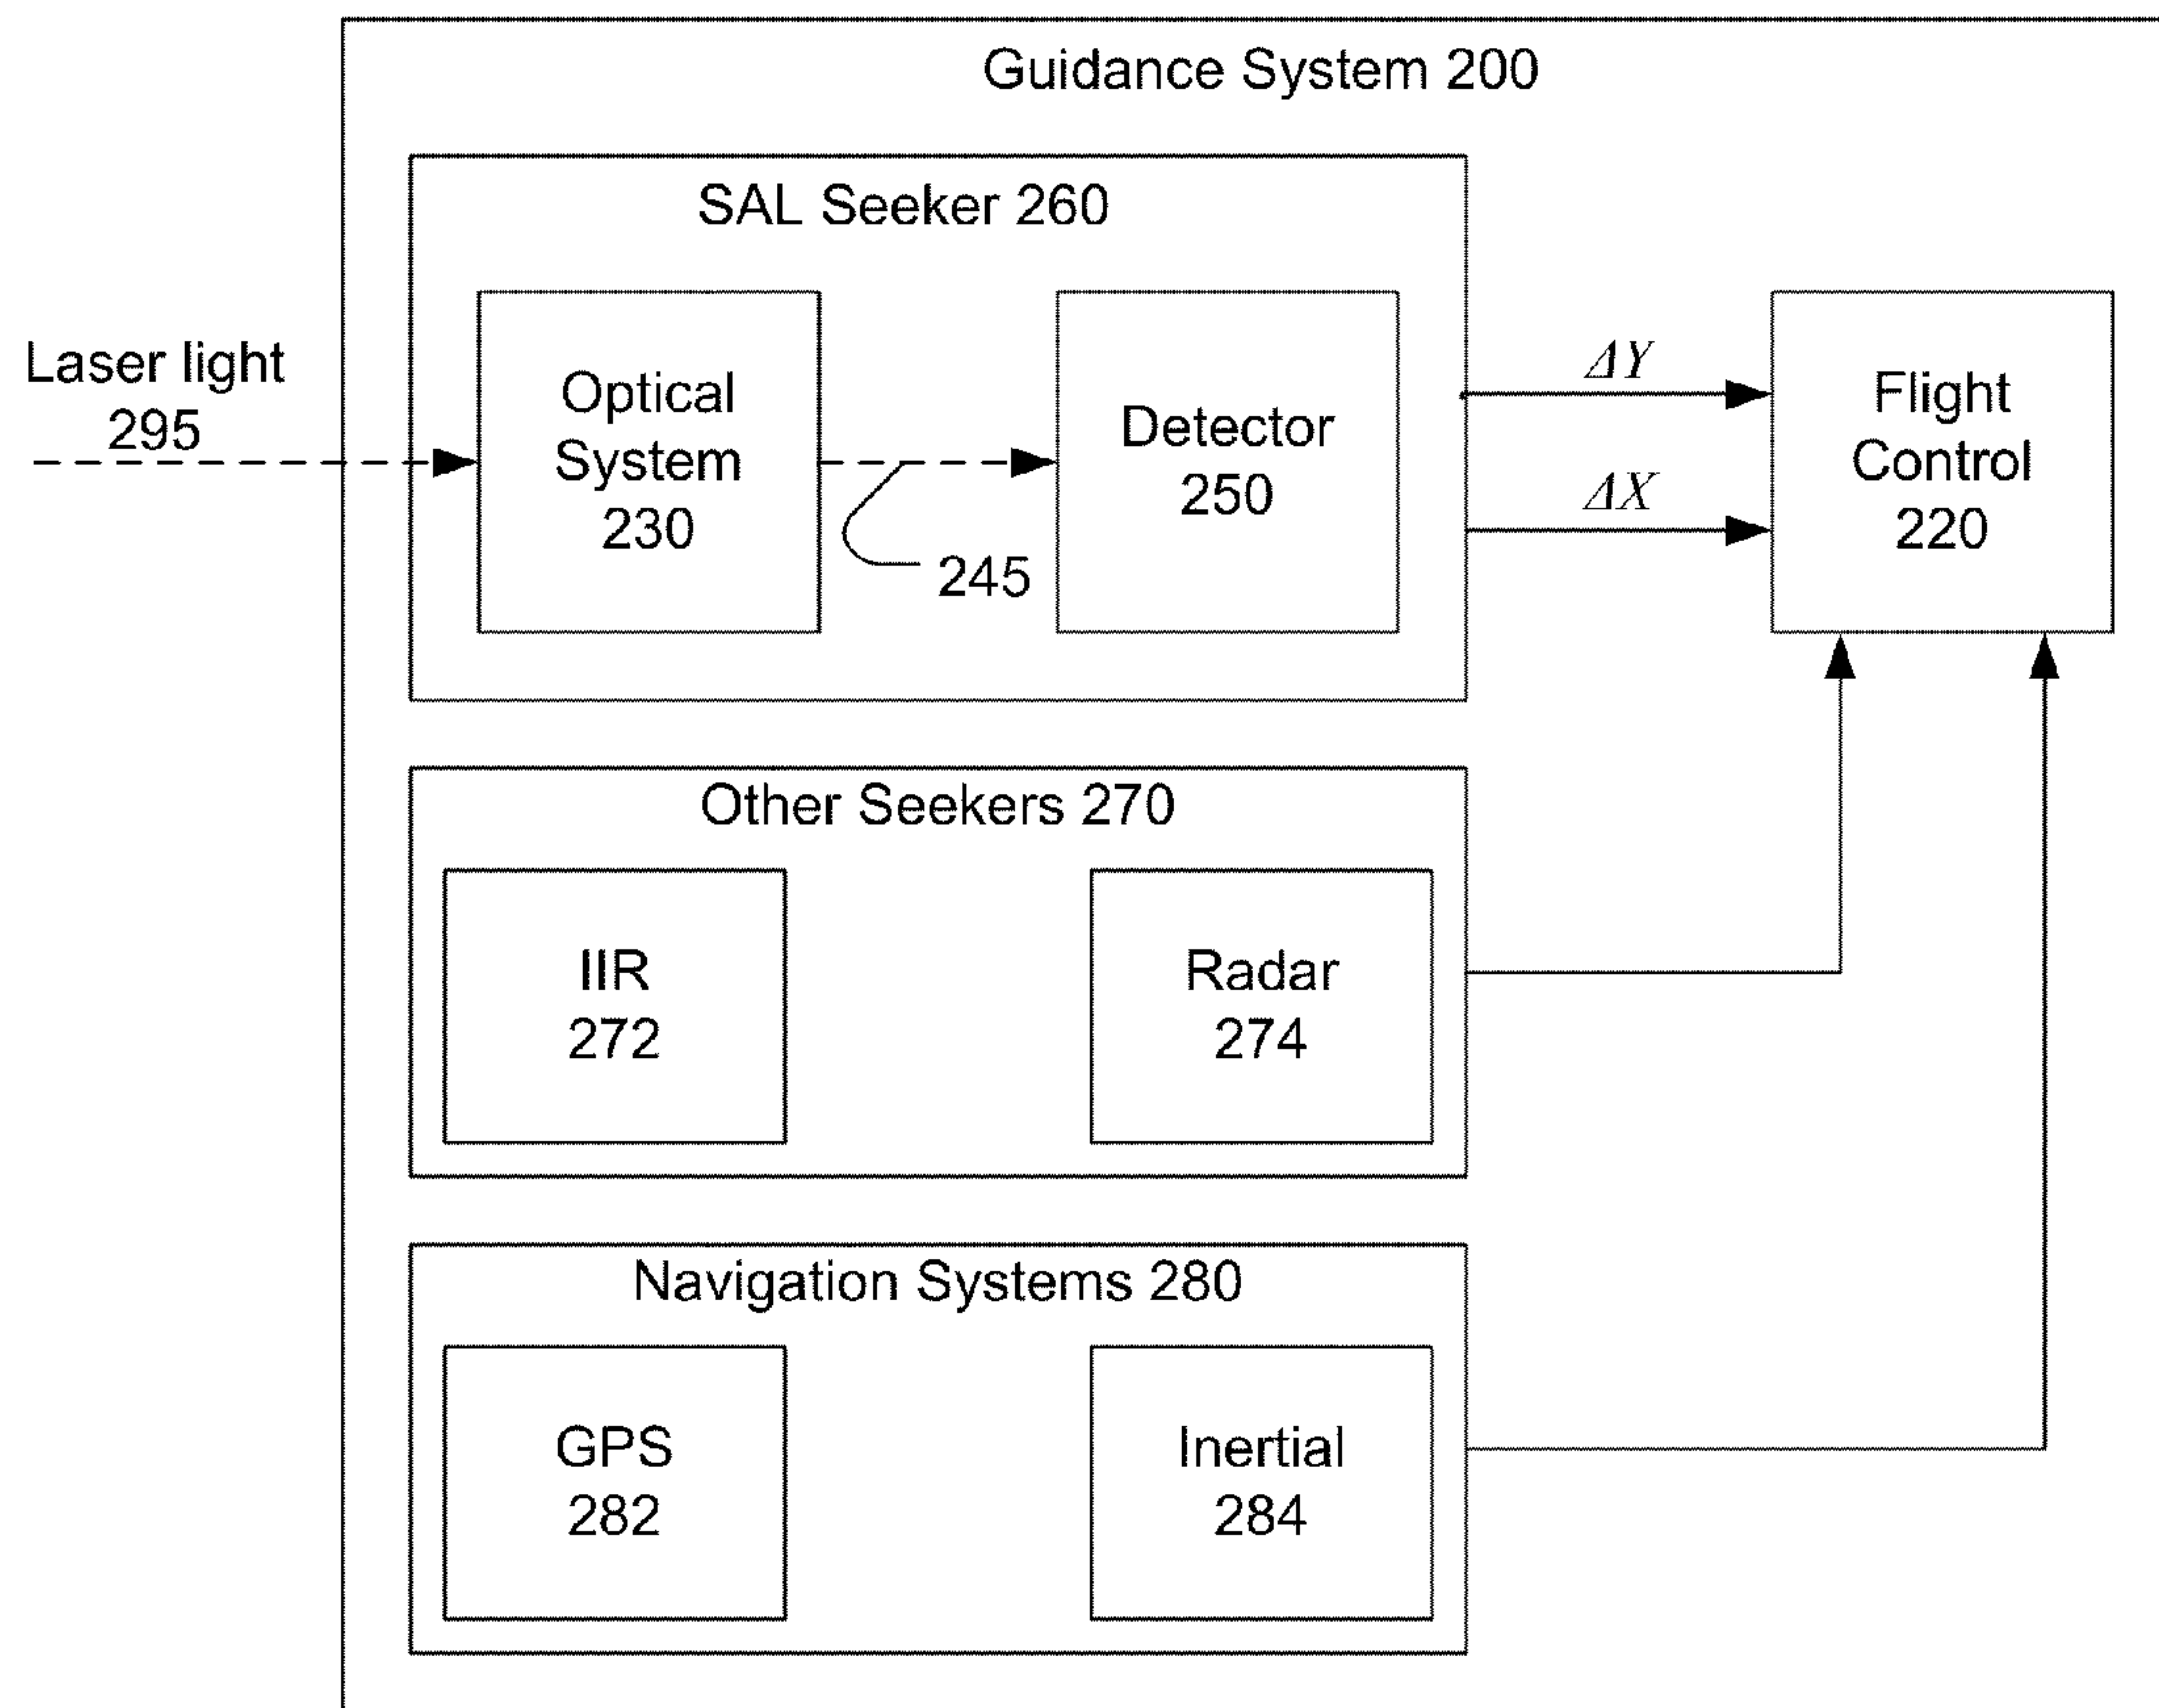 Guidance System 200
SAL Seeker 260
Laser light
295
Optical
System
230
245
Detector
250
ΔY
ΔX
Flight
Control
220
Other Seekers 270
IIR
272
Radar
274
Navigation Systems 280
GPS
282
Inertial
284